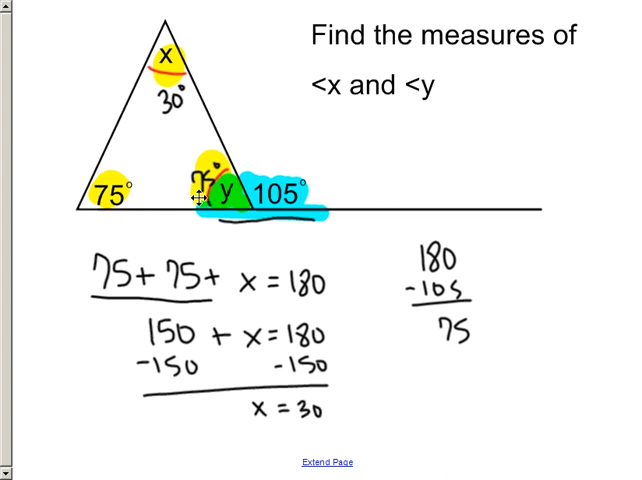 Find the measures of
<x and <y
x
30°
75°
75°
y
105°
75 + 75 + x = 180
150 + x = 180
-150 -150
x = 30
180
-105
75
Extend Page